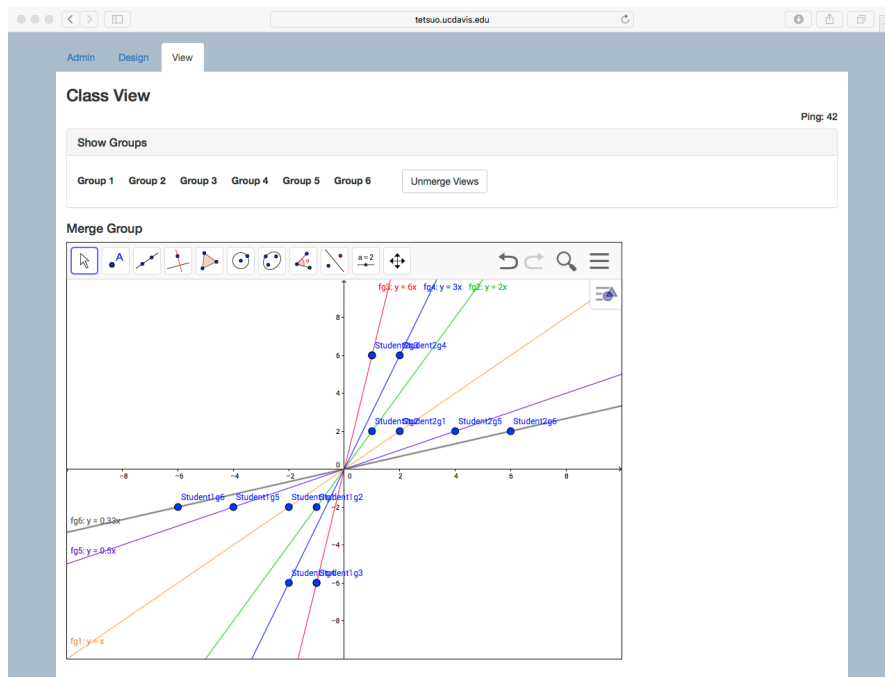 tetsuo.ucdavis.edu
Admin Design View
Class View
Ping: 42
Show Groups
Group 1 Group 2 Group 3 Group 4 Group 5 Group 6 Unmerge Views
Merge Group
A a = 2
fg3: y = 6x fg4: y = 3x fg2: y = 2x
8
Student2g4
6
4
Student2g1 Student2g5 Student2g6
2
0
-8 -6 -4 -2 0 2 4 6 8
Student1g6 Student1g5 Student1g2
-2
fg6: y = 0.33x
-4
fg5: y = 0.5x
Student1g3
-6
-8
fg1: y = x